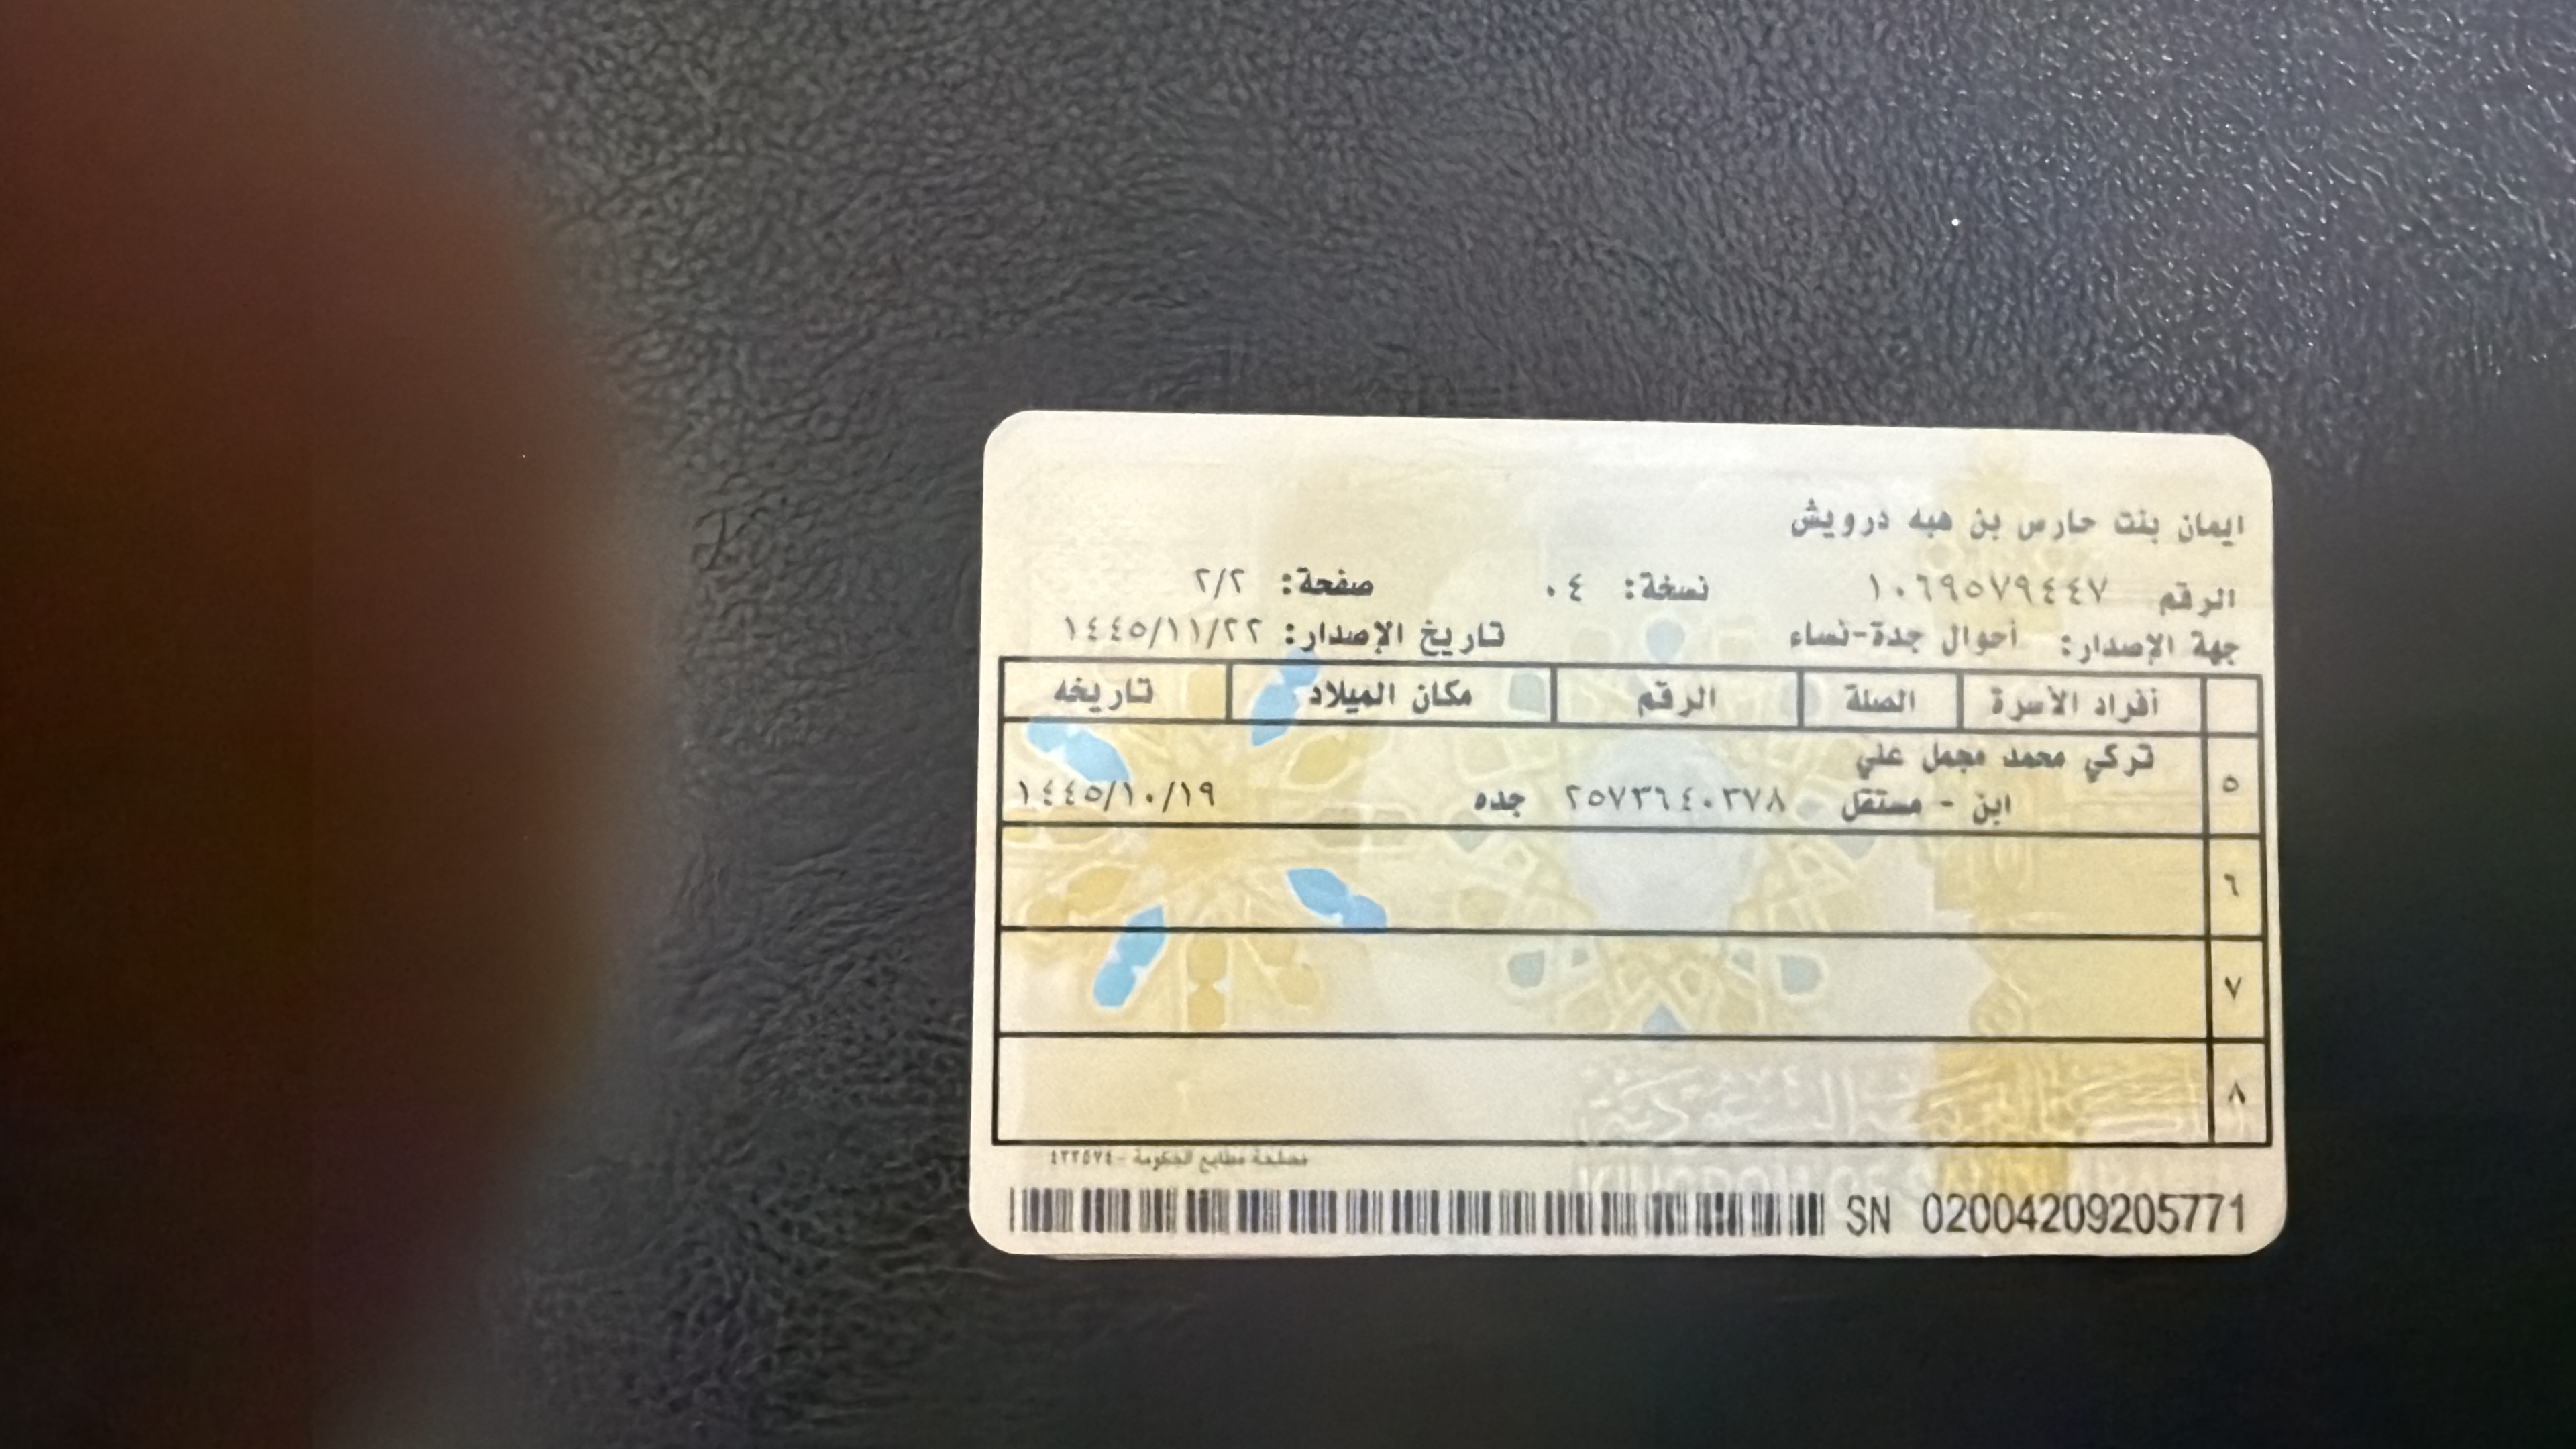 ايمان بنت حارس بن هبه درويش
الرقم ١٠٦٩٥٧٩٤٤٧ نسخة: ٠٤ صفحة: ٢/٢
جهة الإصدار: أحوال جدة-نساء تاريخ الإصدار: ١٤٤٥/١١/٢٢
أفراد الأسرة الصلة الرقم مكان الميلاد تاريخه
٥ تركي محمد مجمل علي
ابن - مستقل ٢٥٧٣٦٤٠٣٧٨ جده ١٤٤٥/١٠/١٩
٦
٧
٨
مصلحة مطابع الحكومة -
KINGDOM OF
SN 02004209205771